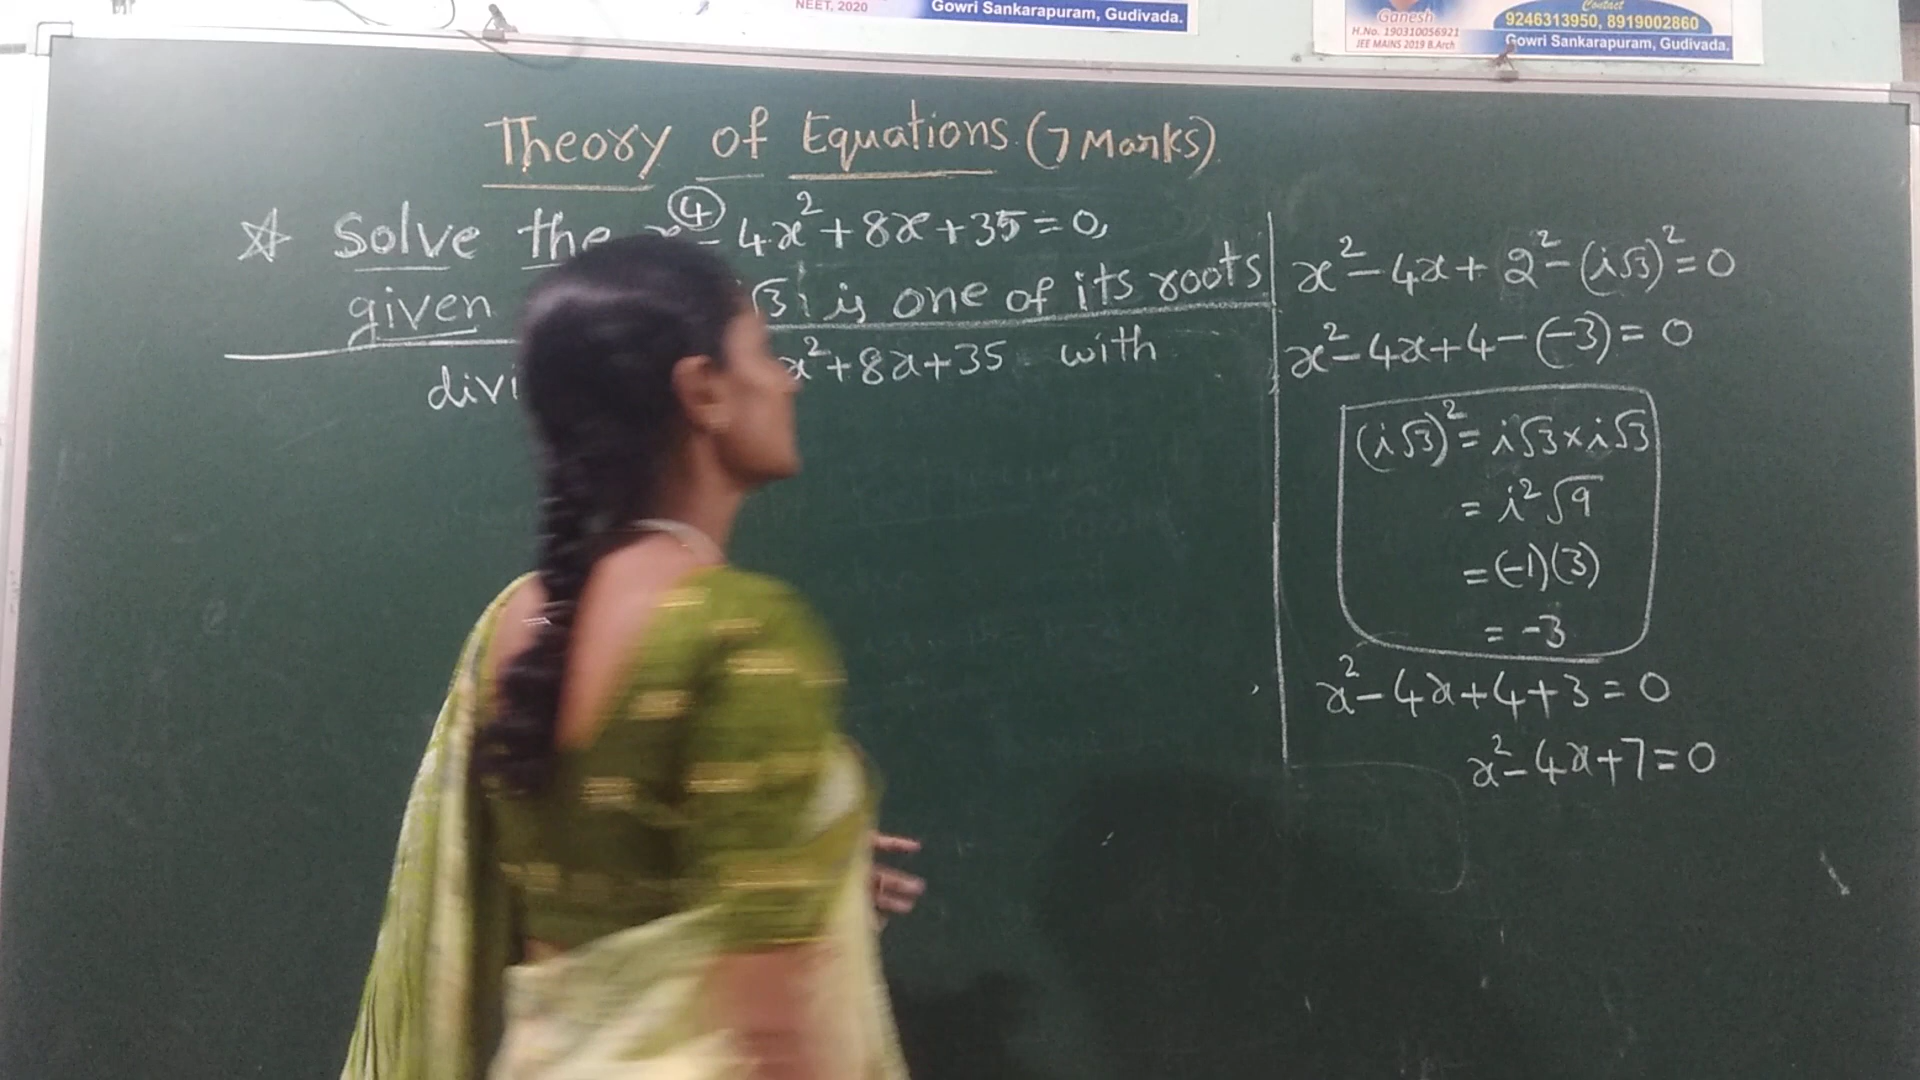 NEET, 2020
Gowri Sankarapuram, Gudivada.
Ganesh
H.No. 190310056921
JEE MAINS 2019 B.Arch
Contact
9246313950, 8919002860
Gowri Sankarapuram, Gudivada.
Theory of Equations (7 Marks)
☆ Solve the x⁴ - 4x² + 8x + 35 = 0,
given √3i is one of its roots
x² + 8x + 35 with
x² - 4x + 2² - (i√3)² = 0
x² - 4x + 4 - (-3) = 0
(i√3)² = i√3 × i√3
= i²√9
= (-1)(3)
= -3
x² - 4x + 4 + 3 = 0
x² - 4x + 7 = 0